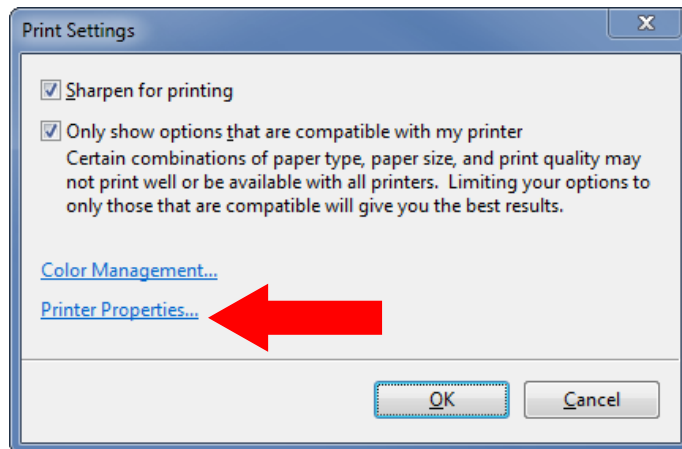 Print Settings
Sharpen for printing
Only show options that are compatible with my printer
Certain combinations of paper type, paper size, and print quality may
not print well or be available with all printers.  Limiting your options to
only those that are compatible will give you the best results.
Color Management...
Printer Properties...
OK
Cancel